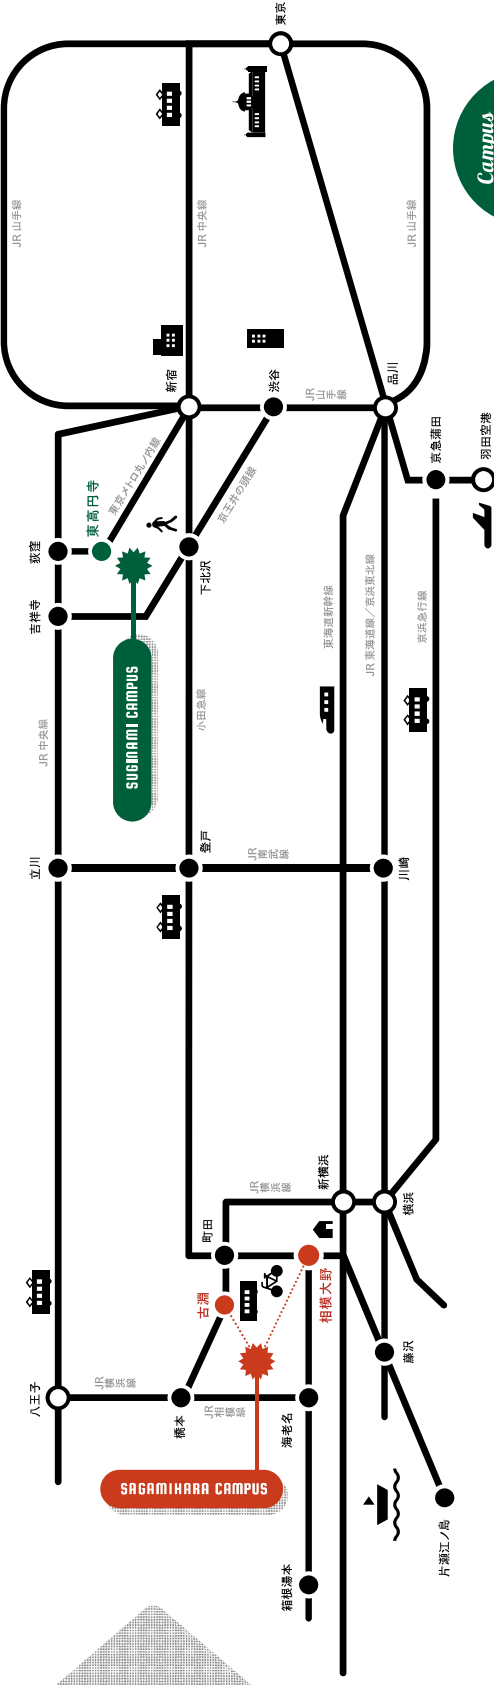 東京
Campus
JR 山手線
JR 中央線
JR 山手線
新宿
渋谷
JR
山
手
線
品川
羽田空港
京急蒲田
東京メトロ丸ノ内線
京王井の頭線
東高円寺
荻窪
吉祥寺
下北沢
東海道新幹線
JR 東海道線／京浜東北線
京浜急行線
SUGINAMI CAMPUS
JR 中央線
小田急線
立川
登戸
JR
南武
線
川崎
新横浜
横浜
JR
横
浜
線
町田
古淵
相模大野
藤沢
八王子
JR
横
浜
線
橋本
JR
相
模
線
海老名
SAGAMIHARA CAMPUS
片瀬江ノ島
箱根湯本